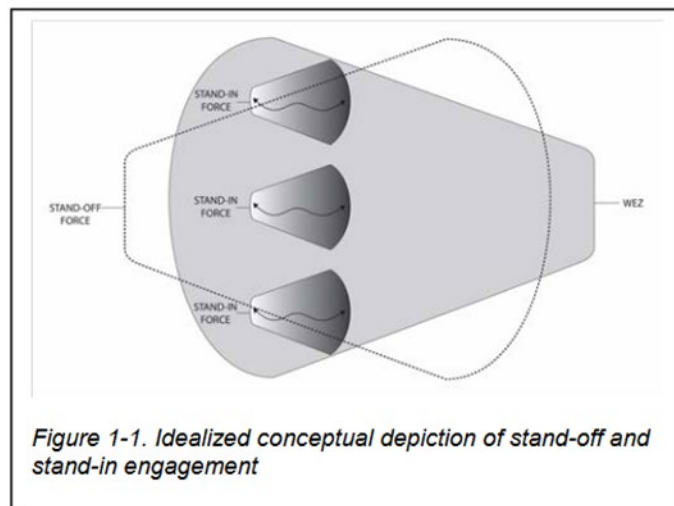 STAND-IN
FORCE
STAND-OFF
FORCE
STAND-IN
FORCE
WEZ
STAND-IN
FORCE
Figure 1-1. Idealized conceptual depiction of stand-off and
stand-in engagement